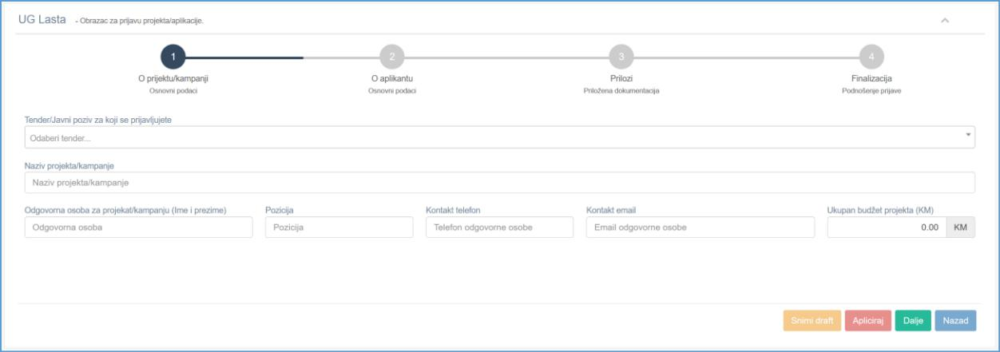 UG Lasta - Obrazac za prijavu projekta/aplikacije.
1 2 3 4
O prijektu/kampanji O aplikantu Prilozi Finalizacija
Osnovni podaci Osnovni podaci Priložena dokumentacija Podnošenje prijave
Tender/Javni poziv za koji se prijavljujete
Odaberi tender...
Naziv projekta/kampanje
Naziv projekta/kampanje
Odgovorna osoba za projekat/kampanju (Ime i prezime) Pozicija Kontakt telefon Kontakt email Ukupan budžet projekta (KM)
Odgovorna osoba Pozicija Telefon odgovorne osobe Email odgovorne osobe 0.00 KM
Snimi draft Apliciraj Dalje Nazad